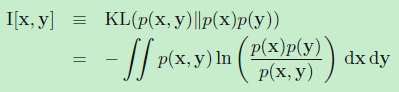 I[x, y] ≡ KL(p(x, y)‖p(x)p(y))
= − ∬ p(x, y) ln ( p(x)p(y) / p(x, y) ) dx dy